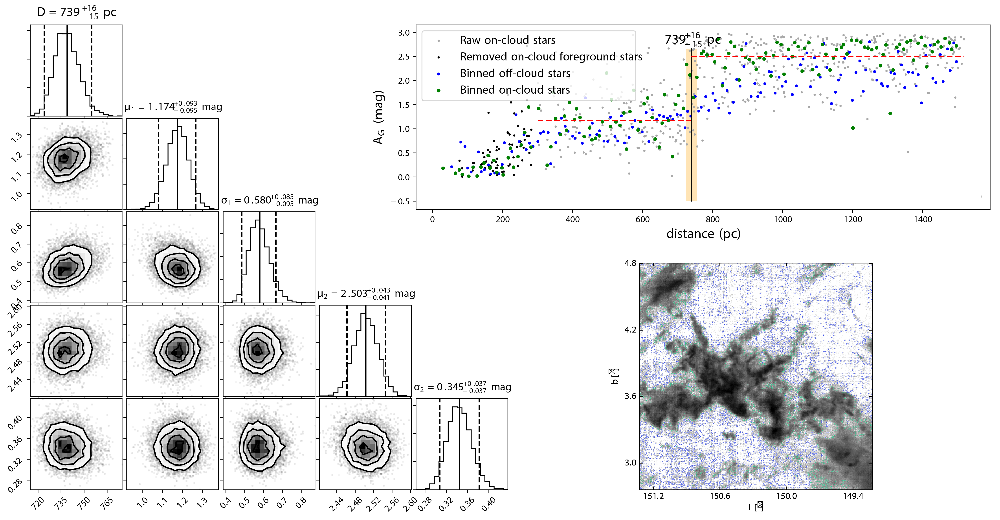 D = 739 +16 −15 pc
μ1 = 1.174 +0.093 −0.095 mag
σ1 = 0.580 +0.085 −0.095 mag
μ2 = 2.503 +0.043 −0.041 mag
σ2 = 0.345 +0.037 −0.037 mag
1.3
1.2
1.1
1.0
0.8
0.7
0.6
0.5
0.4
2.60
2.56
2.52
2.48
2.44
0.40
0.36
0.32
0.28
720 735 750 765
1.0 1.1 1.2 1.3
0.4 0.5 0.6 0.7 0.8
2.44 2.48 2.52 2.56 2.60
0.28 0.32 0.36 0.40
Raw on-cloud stars
Removed on-cloud foreground stars
Binned off-cloud stars
Binned on-cloud stars
739 +16 −15 pc
AG (mag)
3.0
2.5
2.0
1.5
1.0
0.5
0.0
−0.5
0 200 400 600 800 1000 1200 1400
distance (pc)
4.8
4.2
3.6
3.0
b []
151.2 150.6 150.0 149.4
l []